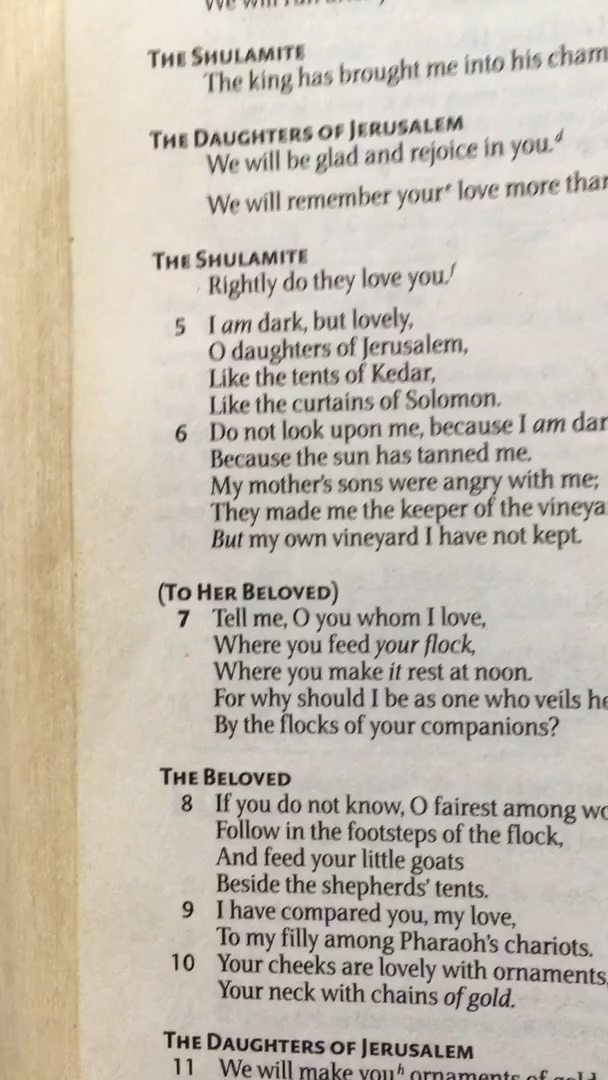 THE SHULAMITE
The king has brought me into his cham
THE DAUGHTERS OF JERUSALEM
We will be glad and rejoice in you.d
We will remember youre love more than
THE SHULAMITE
Rightly do they love you.f
5 I am dark, but lovely,
O daughters of Jerusalem,
Like the tents of Kedar,
Like the curtains of Solomon.
6 Do not look upon me, because I am dar
Because the sun has tanned me.
My mother's sons were angry with me;
They made me the keeper of the vineya
But my own vineyard I have not kept.
(TO HER BELOVED)
7 Tell me, O you whom I love,
Where you feed your flock,
Where you make it rest at noon.
For why should I be as one who veils he
By the flocks of your companions?
THE BELOVED
8 If you do not know, O fairest among wo
Follow in the footsteps of the flock,
And feed your little goats
Beside the shepherds' tents.
9 I have compared you, my love,
To my filly among Pharaoh's chariots.
10 Your cheeks are lovely with ornaments,
Your neck with chains of gold.
THE DAUGHTERS OF JERUSALEM
11 We will make youh ornaments of gold